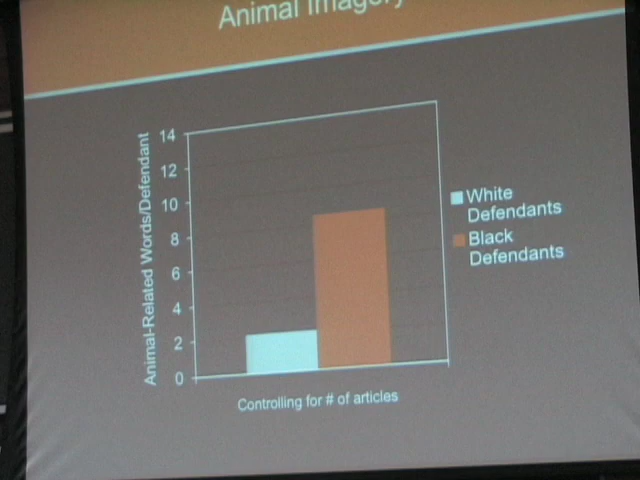 Animal Imagery
Animal-Related Words/Defendant
14
12
10
8
6
4
2
0
White
Defendants
Black
Defendants
Controlling for # of articles